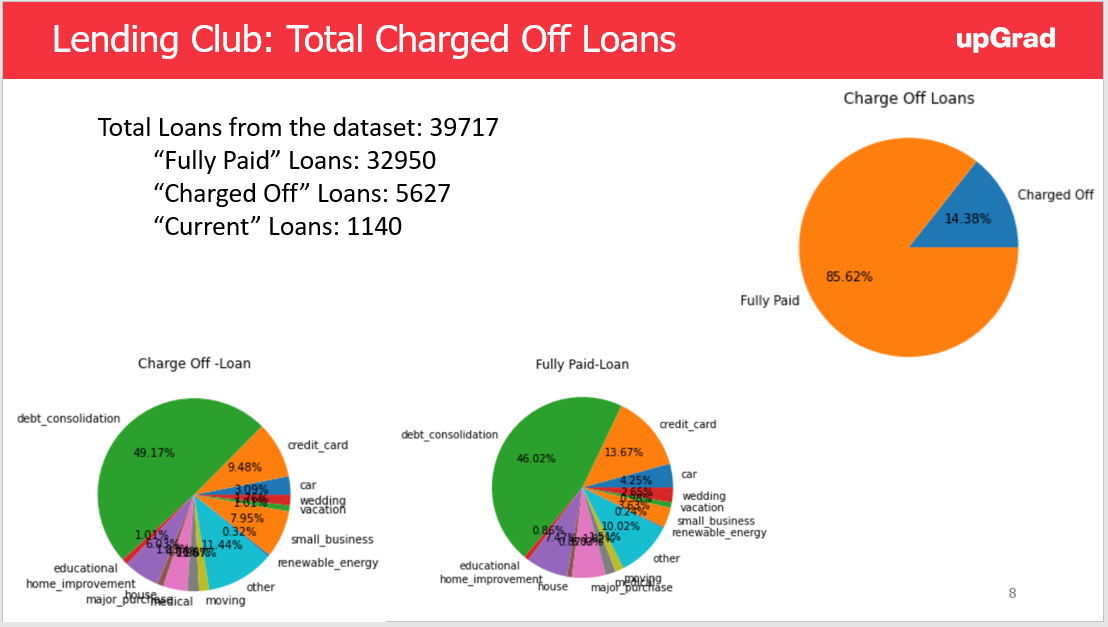 Lending Club: Total Charged Off Loans
upGrad
Total Loans from the dataset: 39717
“Fully Paid” Loans: 32950
“Charged Off” Loans: 5627
“Current” Loans: 1140
Charge Off Loans
Charged Off
14.38%
85.62%
Fully Paid
Charge Off -Loan
debt_consolidation
49.17%
credit_card
9.48%
car
3.09%
wedding
vacation
1.01%
7.95%
small_business
0.32%
renewable_energy
11.44%
other
1.01%
6.03%
educational
home_improvement
house
major_purchase
medical
moving
Fully Paid-Loan
debt_consolidation
46.02%
credit_card
13.67%
car
4.25%
wedding
2.65%
vacation
3.63%
small_business
0.24%
renewable_energy
10.02%
other
0.86%
7.47%
educational
home_improvement
house
major_purchase
medical
moving
8